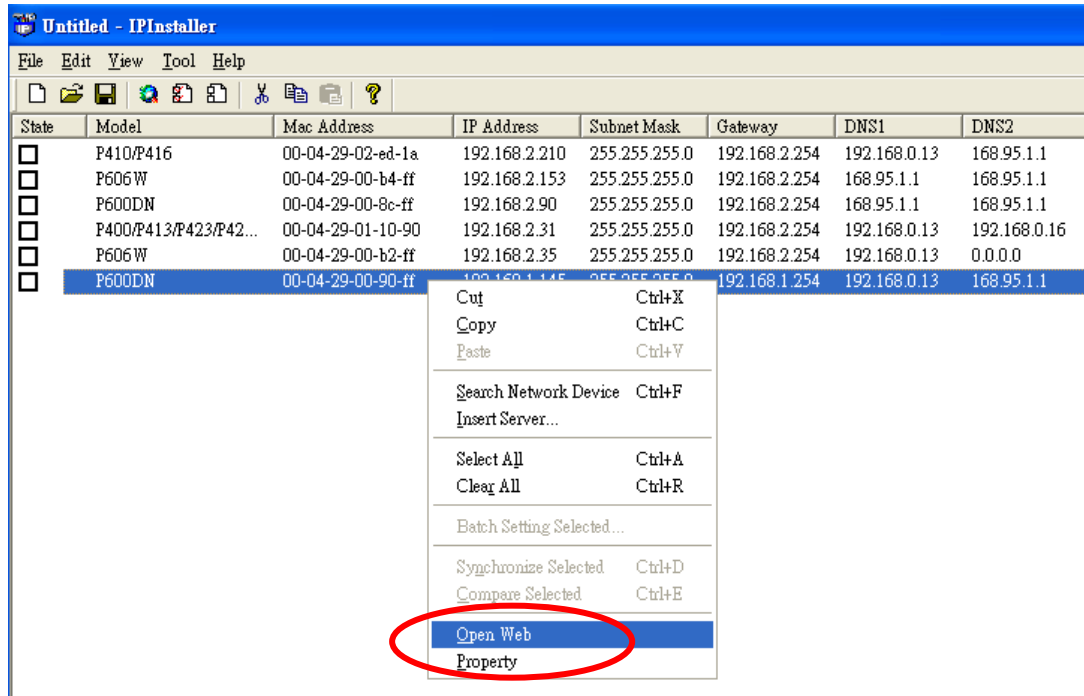 Untitled - IPInstaller
File Edit View Tool Help
State Model Mac Address IP Address Subnet Mask Gateway DNS1 DNS2
P410/P416 00-04-29-02-ed-1a 192.168.2.210 255.255.255.0 192.168.2.254 192.168.0.13 168.95.1.1
P606W 00-04-29-00-b4-ff 192.168.2.153 255.255.255.0 192.168.2.254 168.95.1.1 168.95.1.1
P600DN 00-04-29-00-8c-ff 192.168.2.90 255.255.255.0 192.168.2.254 168.95.1.1 168.95.1.1
P400/P413/P423/P42... 00-04-29-01-10-90 192.168.2.31 255.255.255.0 192.168.2.254 192.168.0.13 192.168.0.16
P606W 00-04-29-00-b2-ff 192.168.2.35 255.255.255.0 192.168.2.254 192.168.0.13 0.0.0.0
P600DN 00-04-29-00-90-ff 192.168.1.254 192.168.0.13 168.95.1.1
Cut Ctrl+X
Copy Ctrl+C
Paste Ctrl+V
Search Network Device Ctrl+F
Insert Server...
Select All Ctrl+A
Clear All Ctrl+R
Batch Setting Selected...
Synchronize Selected Ctrl+D
Compare Selected Ctrl+E
Open Web
Property